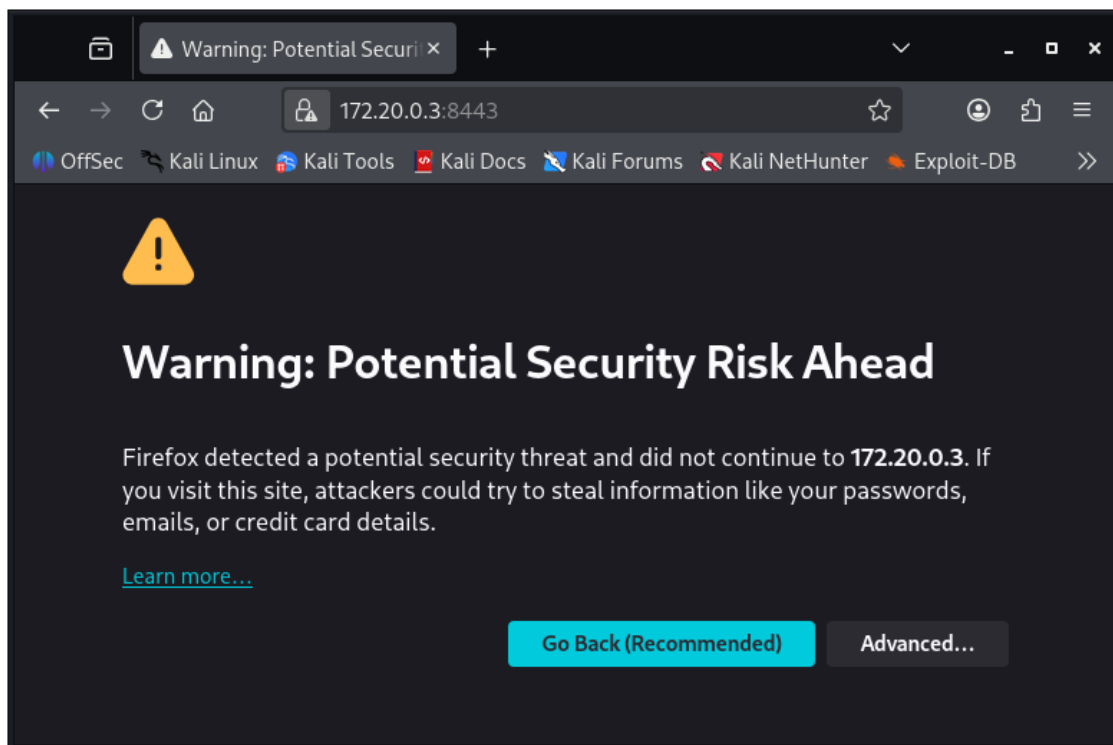 Warning: Potential Securi
172.20.0.3:8443
OffSec Kali Linux Kali Tools Kali Docs Kali Forums Kali NetHunter Exploit-DB
Warning: Potential Security Risk Ahead
Firefox detected a potential security threat and did not continue to 172.20.0.3. If
you visit this site, attackers could try to steal information like your passwords,
emails, or credit card details.
Learn more...
Go Back (Recommended) Advanced...